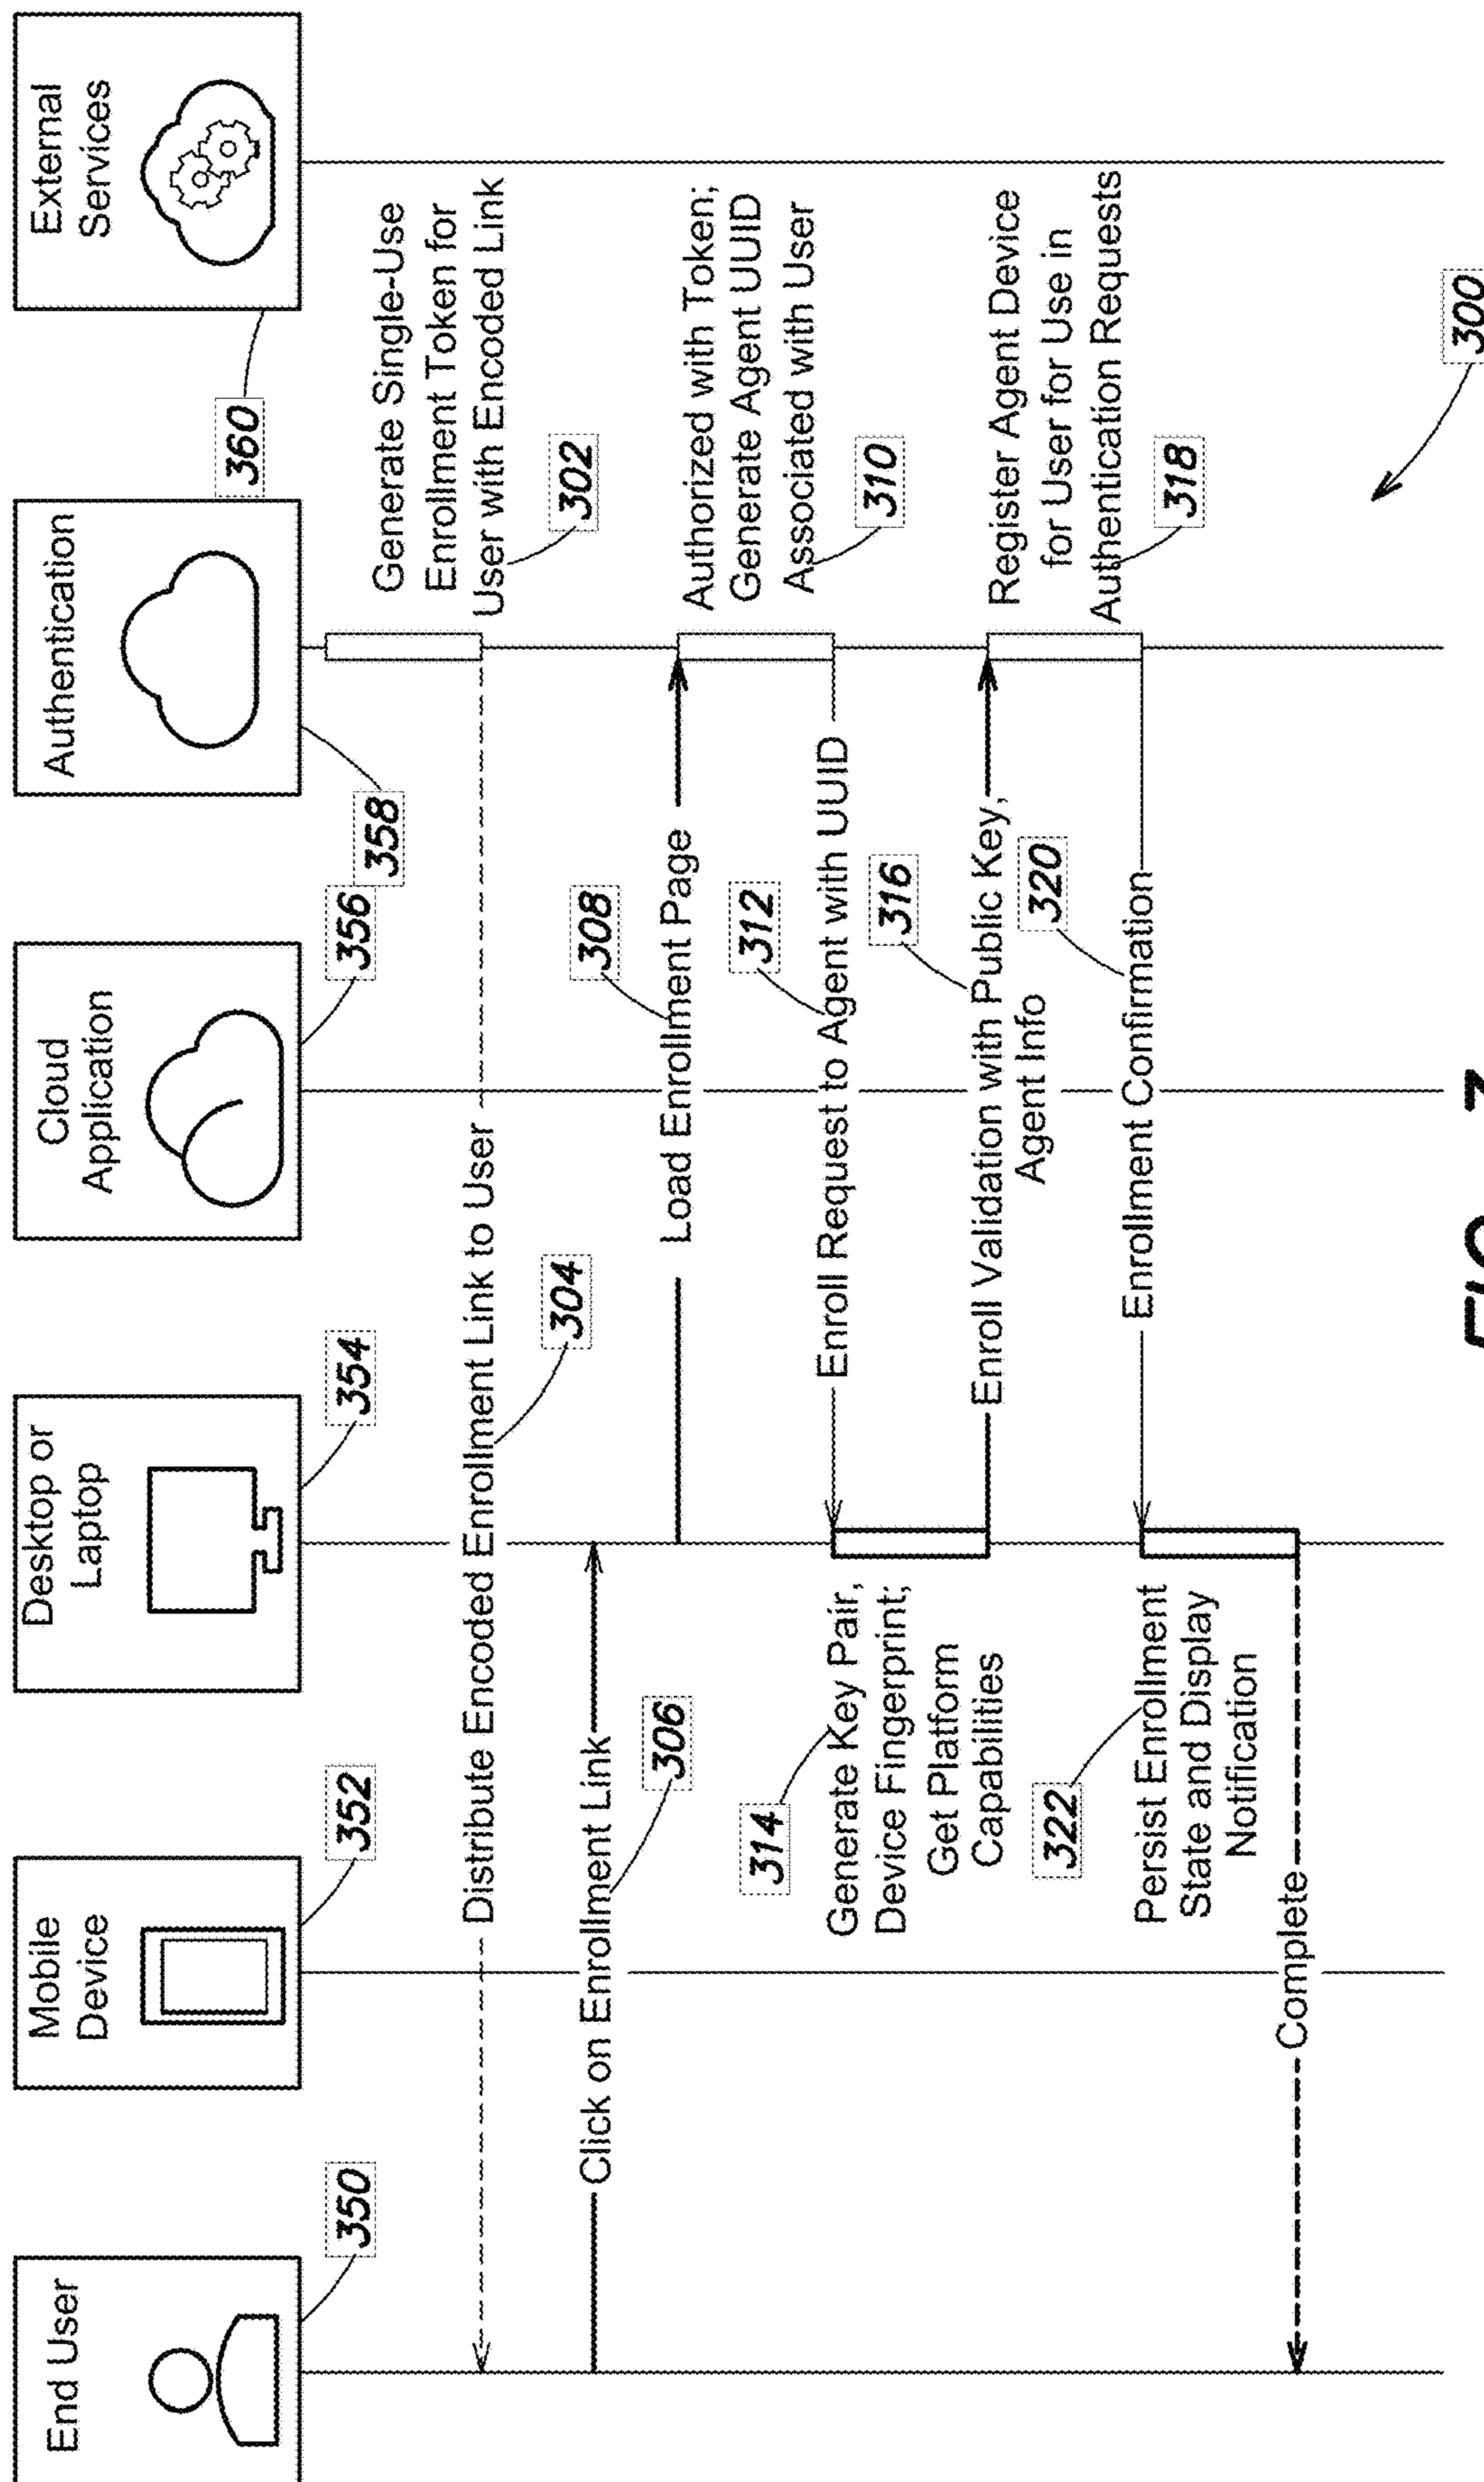 End User
Mobile
Device
Desktop or
Laptop
Cloud
Application
Authentication
External
Services
350
352
354
356
358
360
Generate Single-Use
Enrollment Token for
User with Encoded Link
302
Distribute Encoded Enrollment Link to User
304
Click on Enrollment Link
306
308
Load Enrollment Page
Authorized with Token;
Generate Agent UUID
Associated with User
310
312
Enroll Request to Agent with UUID
314
Generate Key Pair,
Device Fingerprint;
Get Platform
Capabilities
316
Enroll Validation with Public Key,
Agent Info
Register Agent Device
for User for Use in
Authentication Requests
318
320
Enrollment Confirmation
322
Persist Enrollment
State and Display
Notification
Complete
300